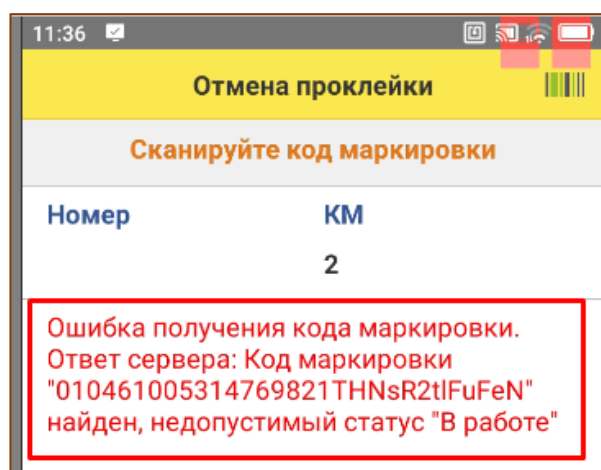 11:36
Отмена проклейки
Сканируйте код маркировки
Номер КМ
2
Ошибка получения кода маркировки.
Ответ сервера: Код маркировки
"010461005314769821THNsR2tlFuFeN"
найден, недопустимый статус "В работе"